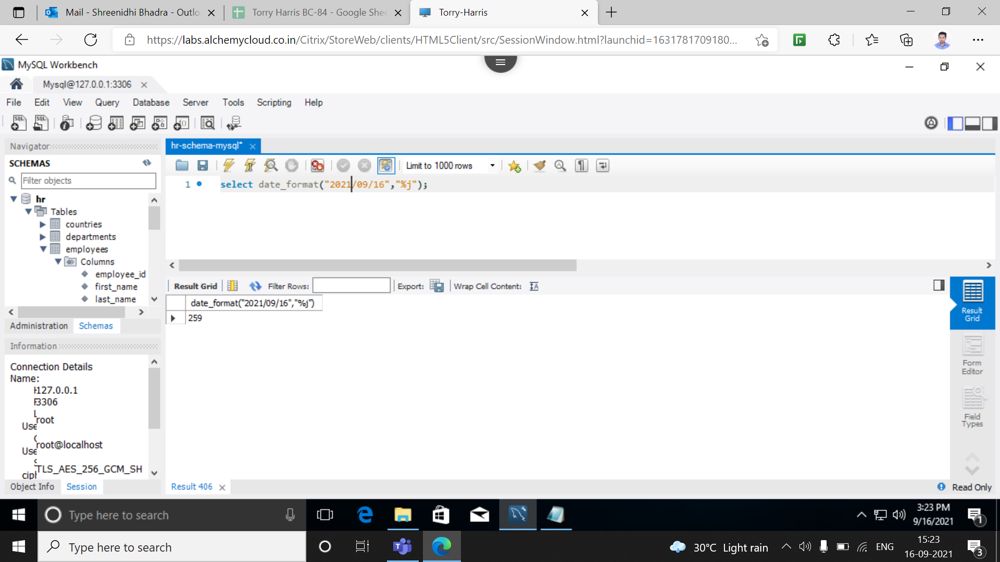 Mail - Shreenidhi Bhadra - Outlo
Torry Harris BC-84 - Google Shee
Torry-Harris
https://labs.alchemycloud.co.in/Citrix/StoreWeb/clients/HTML5Client/src/SessionWindow.html?launchid=1631781709180...
MySQL Workbench
Mysql@127.0.0.1:3306
File Edit View Query Database Server Tools Scripting Help
Navigator
SCHEMAS
Filter objects
hr
Tables
countries
departments
employees
Columns
employee_id
first_name
last_name
Administration Schemas
Information
Connection Details
Name:
127.0.0.1
3306
root
Use
root@localhost
Use
TLS_AES_256_GCM_SH
ciph
Object Info Session
hr-schema-mysql*
Limit to 1000 rows
1 select date_format("2021/09/16","%j");
Result Grid Filter Rows: Export: Wrap Cell Content:
date_format("2021/09/16","%j")
259
Result Grid
Form Editor
Field Types
Result 406
Read Only
Type here to search
3:23 PM
9/16/2021
1
Type here to search
30°C Light rain
ENG
15:23
16-09-2021
3